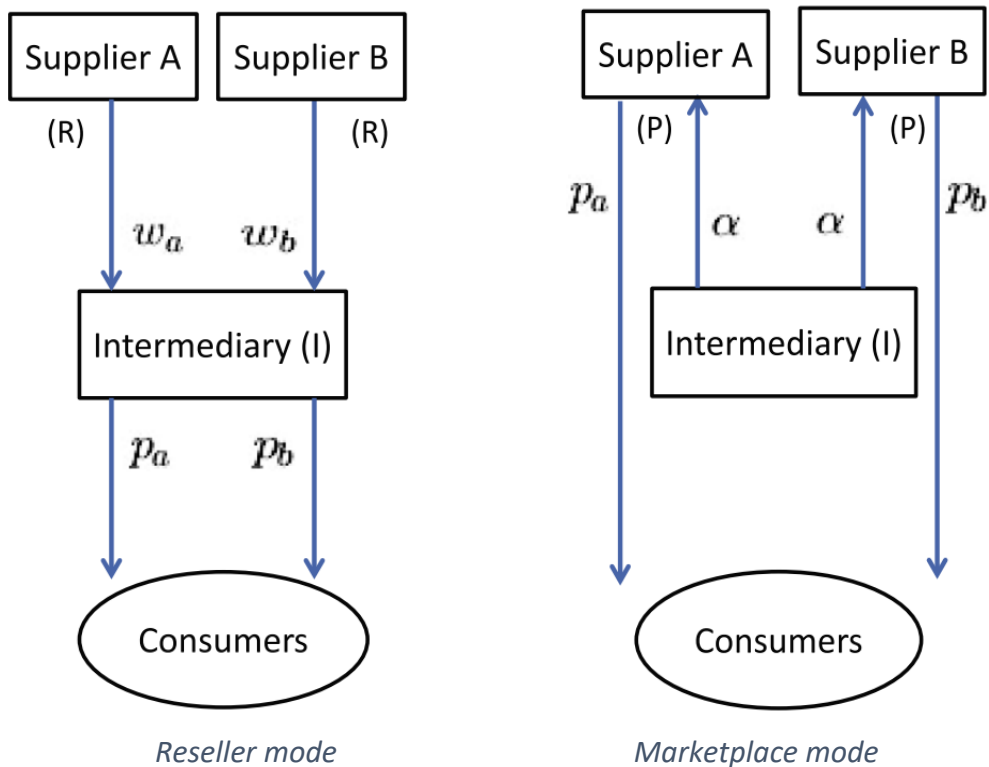 Supplier A
Supplier B
(R)
(R)
w_a
w_b
Intermediary (I)
p_a
p_b
Consumers
Reseller mode
Supplier A
Supplier B
(P)
(P)
p_a
α
α
p_b
Intermediary (I)
Consumers
Marketplace mode